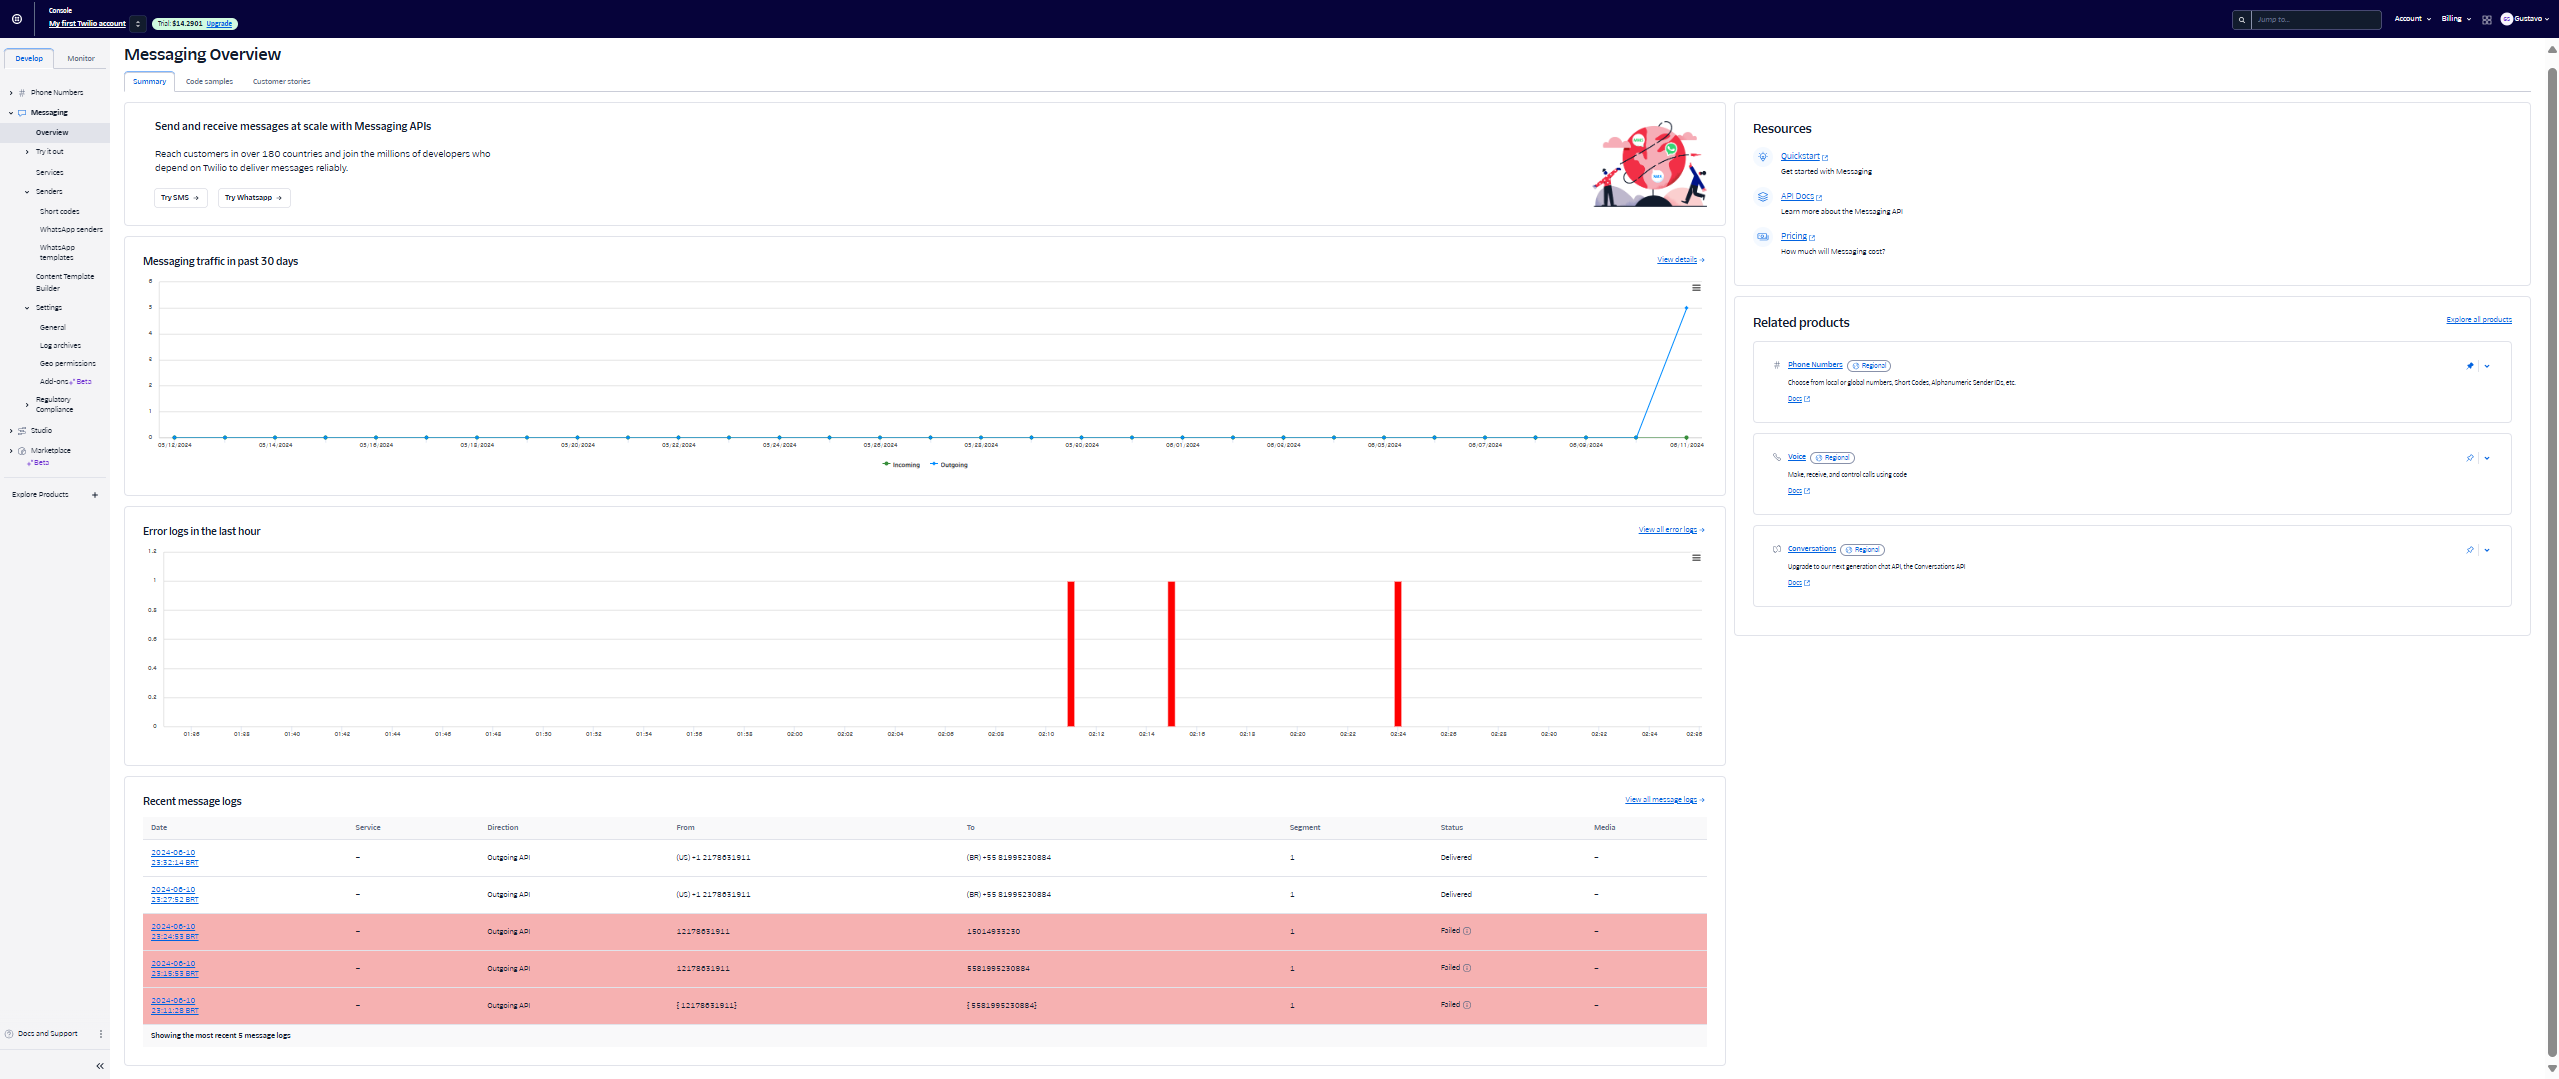 Console
My first Twilio account
Trial: $14.2901 Upgrade
Jump to...
Account
Billing
Gustavo
Develop
Monitor
Phone Numbers
Messaging
Overview
Try it out
Services
Senders
Short codes
WhatsApp senders
WhatsApp
templates
Content Template
Builder
Settings
General
Log archives
Geo permissions
Add-ons Beta
Regulatory
Compliance
Studio
Marketplace
Beta
Explore Products +
Docs and Support
Messaging Overview
Summary
Code samples
Customer stories
Send and receive messages at scale with Messaging APIs
Reach customers in over 180 countries and join the millions of developers who
depend on Twilio to deliver messages reliably.
Try SMS →
Try Whatsapp →
Messaging traffic in past 30 days
View details →
6
5
4
3
2
1
0
05/12/2024 05/14/2024 05/16/2024 05/18/2024 05/20/2024 05/22/2024 05/24/2024 05/26/2024 05/28/2024 05/30/2024 06/01/2024 06/03/2024 06/05/2024 06/07/2024 06/09/2024 06/11/2024
Incoming Outgoing
Error logs in the last hour
View all error logs →
1.2
1
0.8
0.6
0.4
0.2
0
01:36 01:38 01:40 01:42 01:44 01:46 01:48 01:50 01:52 01:54 01:56 01:58 02:00 02:02 02:04 02:06 02:08 02:10 02:12 02:14 02:16 02:18 02:20 02:22 02:24 02:26 02:28 02:30 02:32 02:34 02:36
Recent message logs
View all message logs →
Date Service Direction From To Segment Status Media
2024-06-10
23:32:14 BRT
– Outgoing API (US) +1 2178631911 (BR) +55 81995230884 1 Delivered –
2024-06-10
23:27:52 BRT
– Outgoing API (US) +1 2178631911 (BR) +55 81995230884 1 Delivered –
2024-06-10
23:24:53 BRT
– Outgoing API 12178631911 15014933230 1 Failed –
2024-06-10
23:15:53 BRT
– Outgoing API 12178631911 5581995230884 1 Failed –
2024-06-10
23:11:28 BRT
– Outgoing API [ 12178631911] [ 5581995230884] 1 Failed –
Showing the most recent 5 message logs
Resources
Quickstart
Get started with Messaging
API Docs
Learn more about the Messaging API
Pricing
How much will Messaging cost?
Related products
Explore all products
Phone Numbers Regional
Choose from local or global numbers, Short Codes, Alphanumeric Sender IDs, etc.
Docs
Voice Regional
Make, receive, and control calls using code
Docs
Conversations Regional
Upgrade to our next generation chat API, the Conversations API
Docs